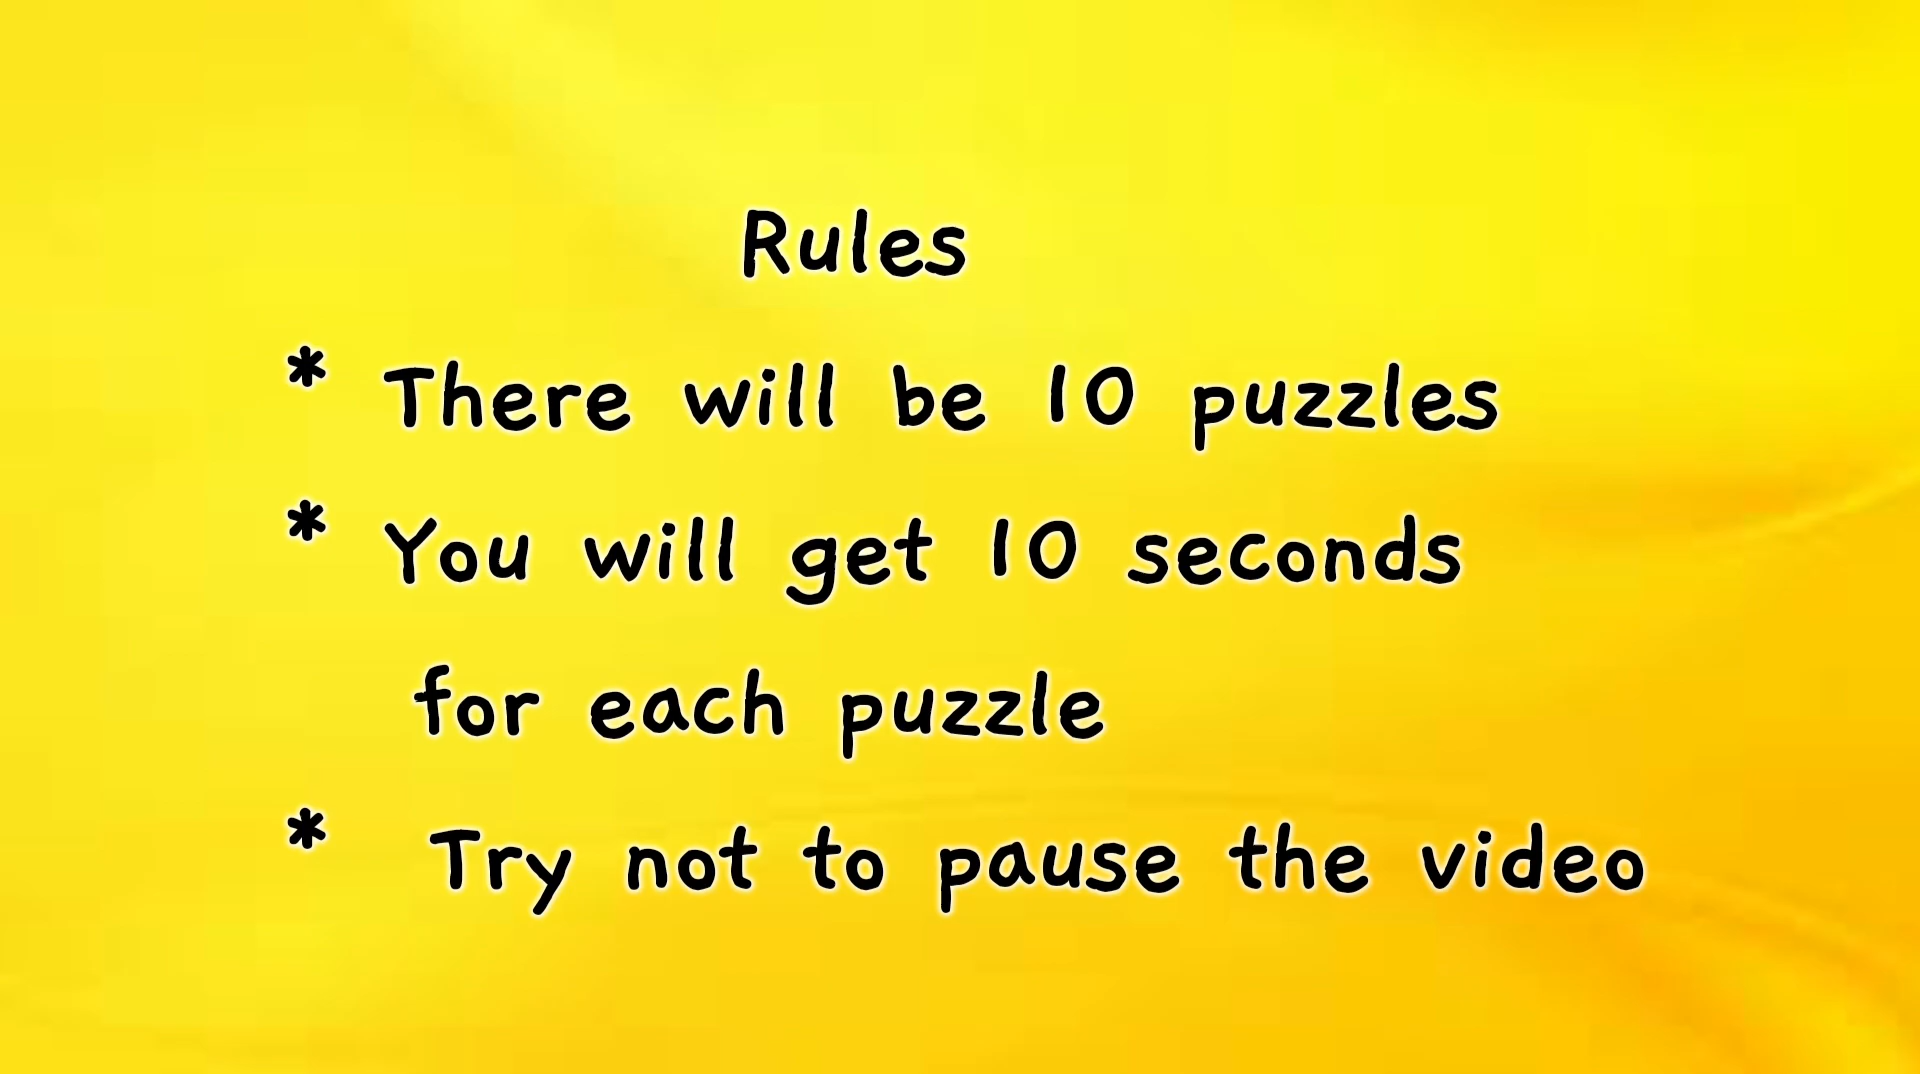 Rules
* There will be 10 puzzles
* You will get 10 seconds
for each puzzle
* Try not to pause the video